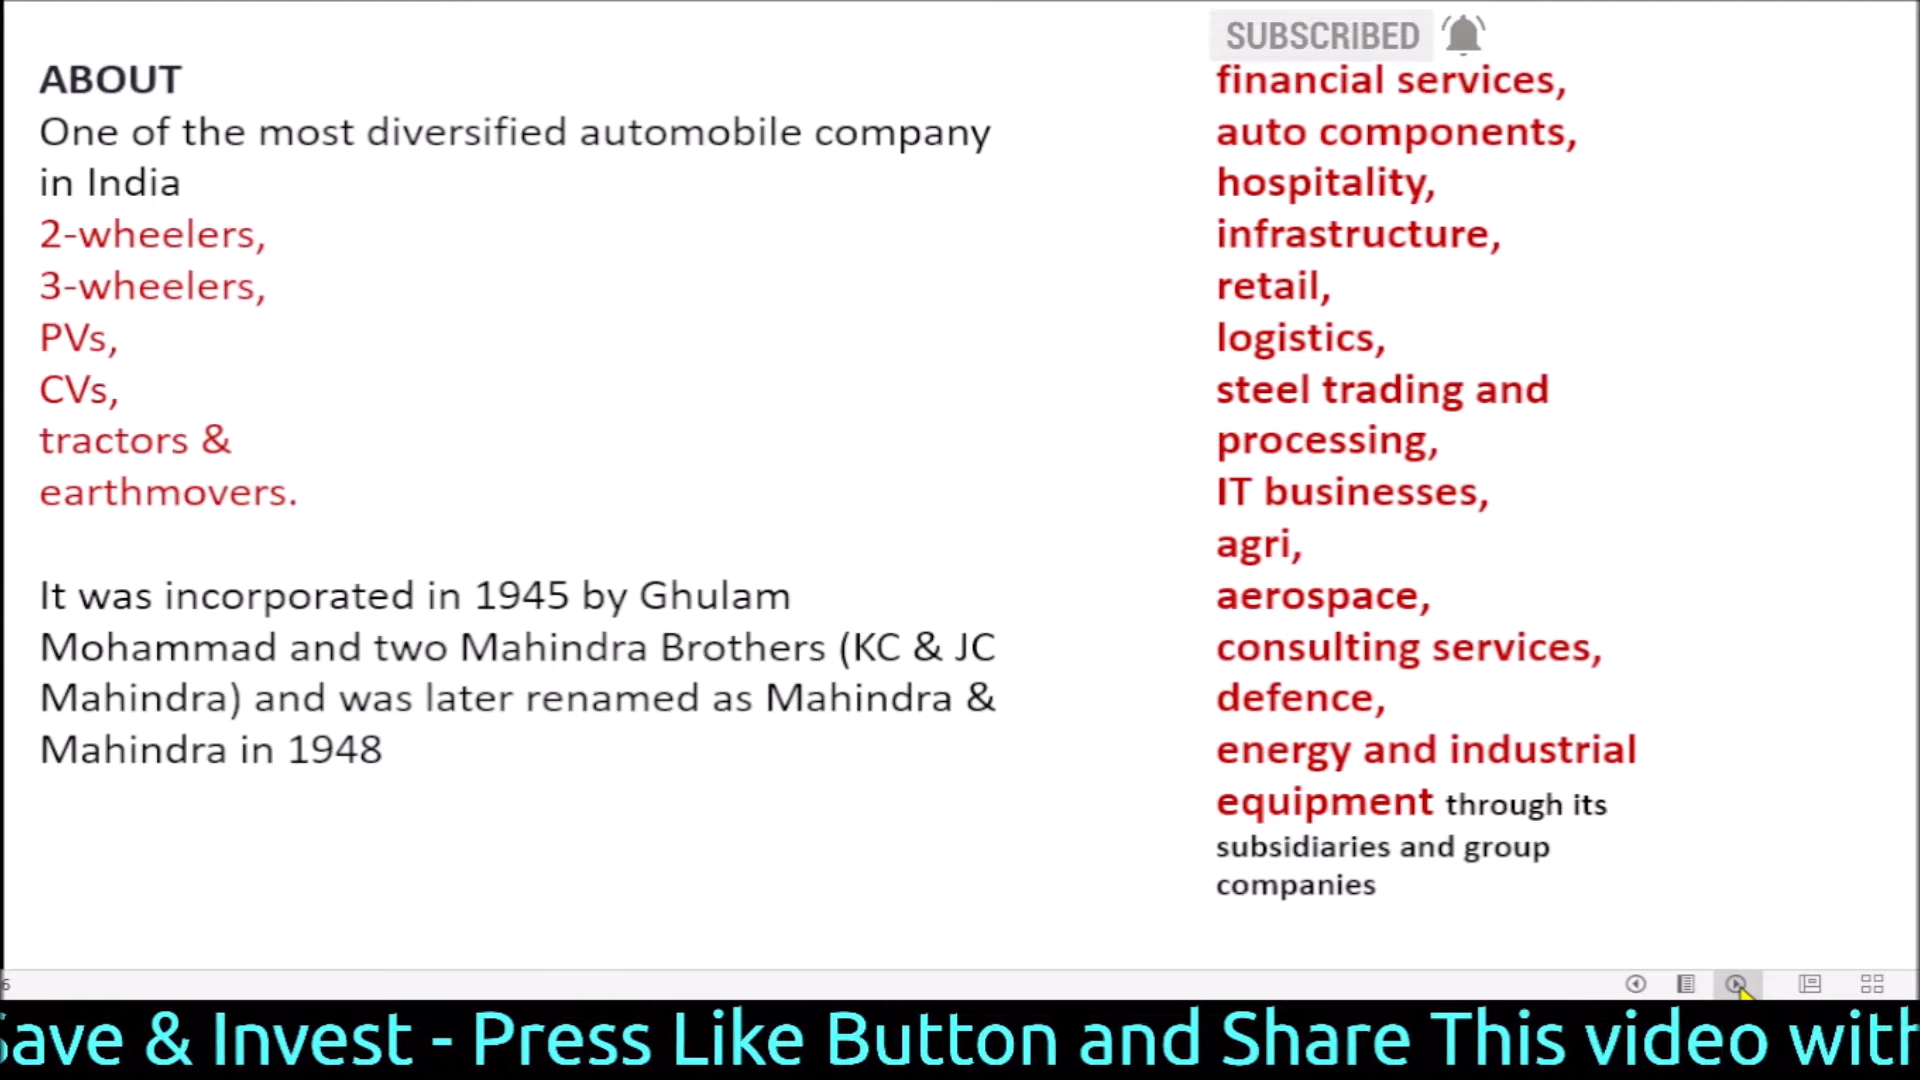 ABOUT
One of the most diversified automobile company
in India
2-wheelers,
3-wheelers,
PVs,
CVs,
tractors &
earthmovers.
It was incorporated in 1945 by Ghulam
Mohammad and two Mahindra Brothers (KC & JC
Mahindra) and was later renamed as Mahindra &
Mahindra in 1948
SUBSCRIBED
financial services,
auto components,
hospitality,
infrastructure,
retail,
logistics,
steel trading and
processing,
IT businesses,
agri,
aerospace,
consulting services,
defence,
energy and industrial
equipment through its
subsidiaries and group
companies
6
Save & Invest - Press Like Button and Share This video with